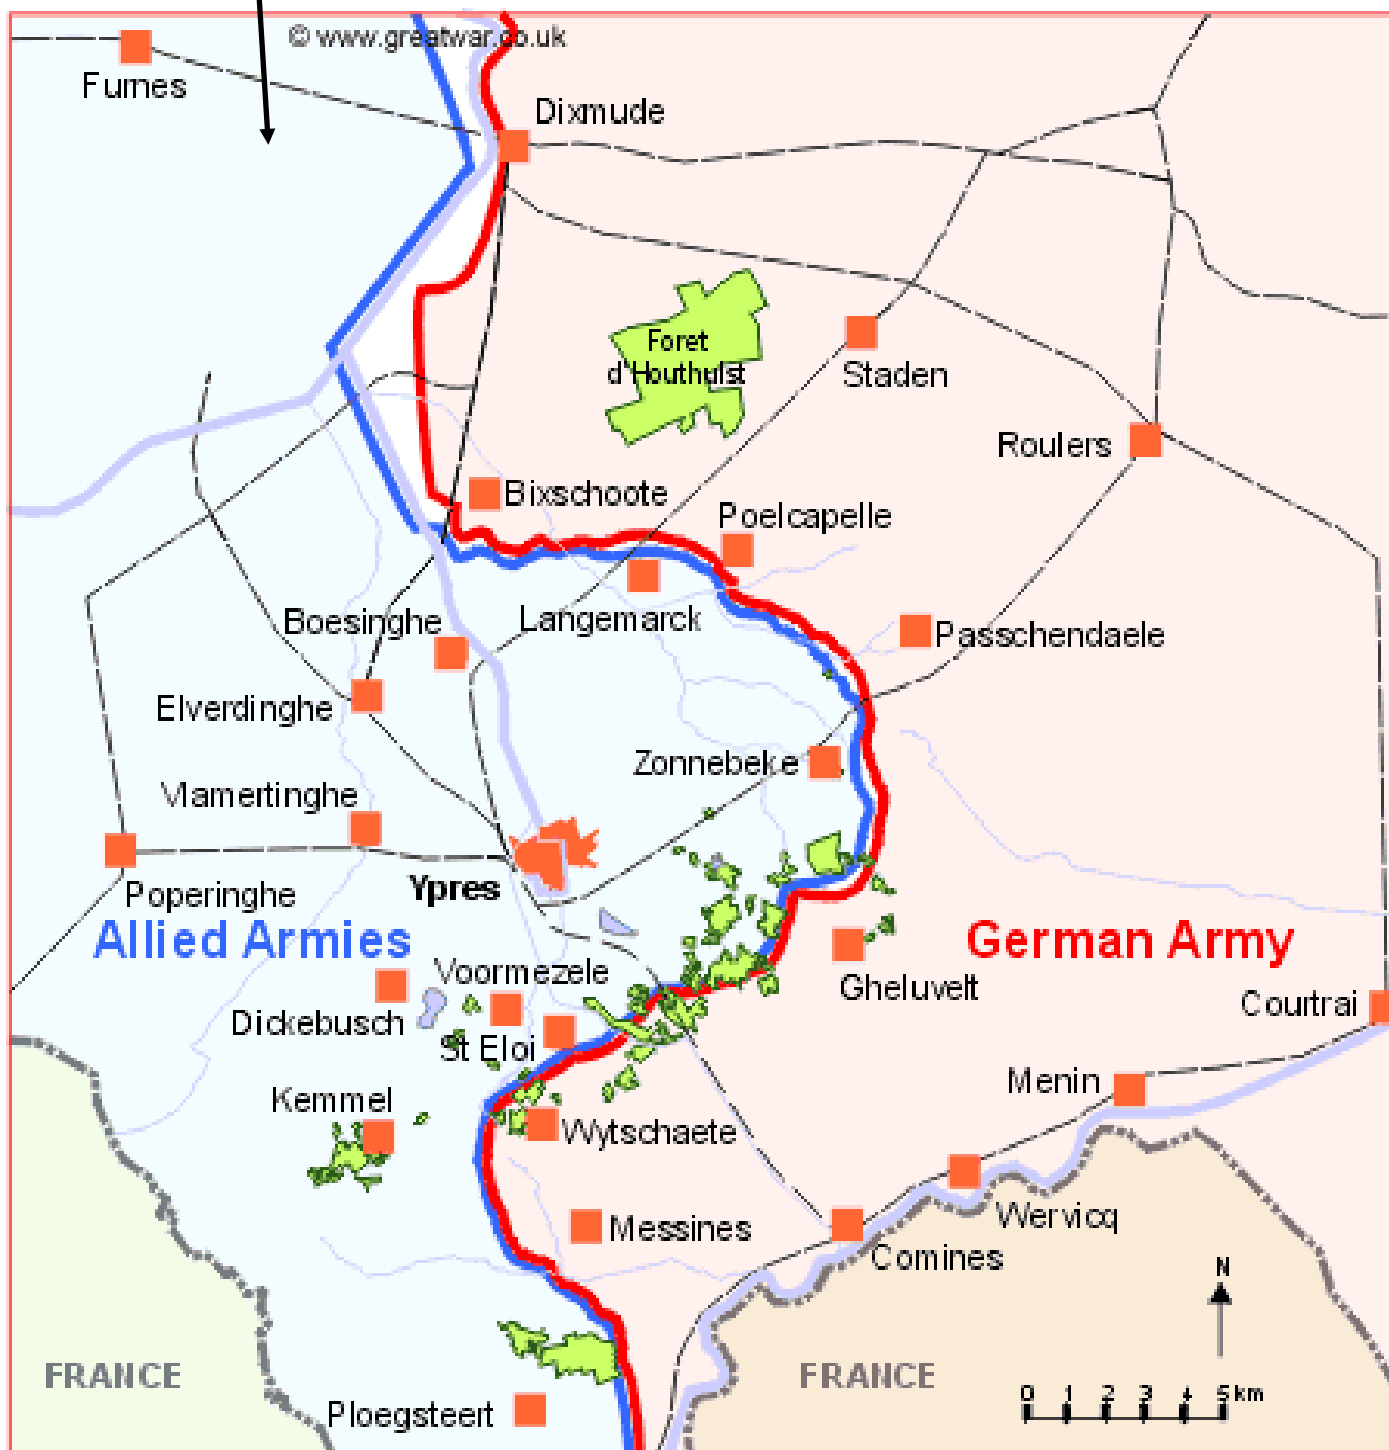 © www.greatwar.co.uk
Furnes
Dixmude
Foret
d'Houthulst
Staden
Roulers
Bixschoote
Poelcapelle
Langemarck
Boesinghe
Passchendaele
Elverdinghe
Zonnebeke
Vlamertinghe
Ypres
Poperinghe
Allied Armies
German Army
Voormezele
Gheluvelt
Dickebusch
Courtrai
St Eloi
Kemmel
Menin
Wytschaete
Messines
Wervicq
Comines
N
FRANCE
FRANCE
0 1 2 3 4 5 km
Ploegsteert